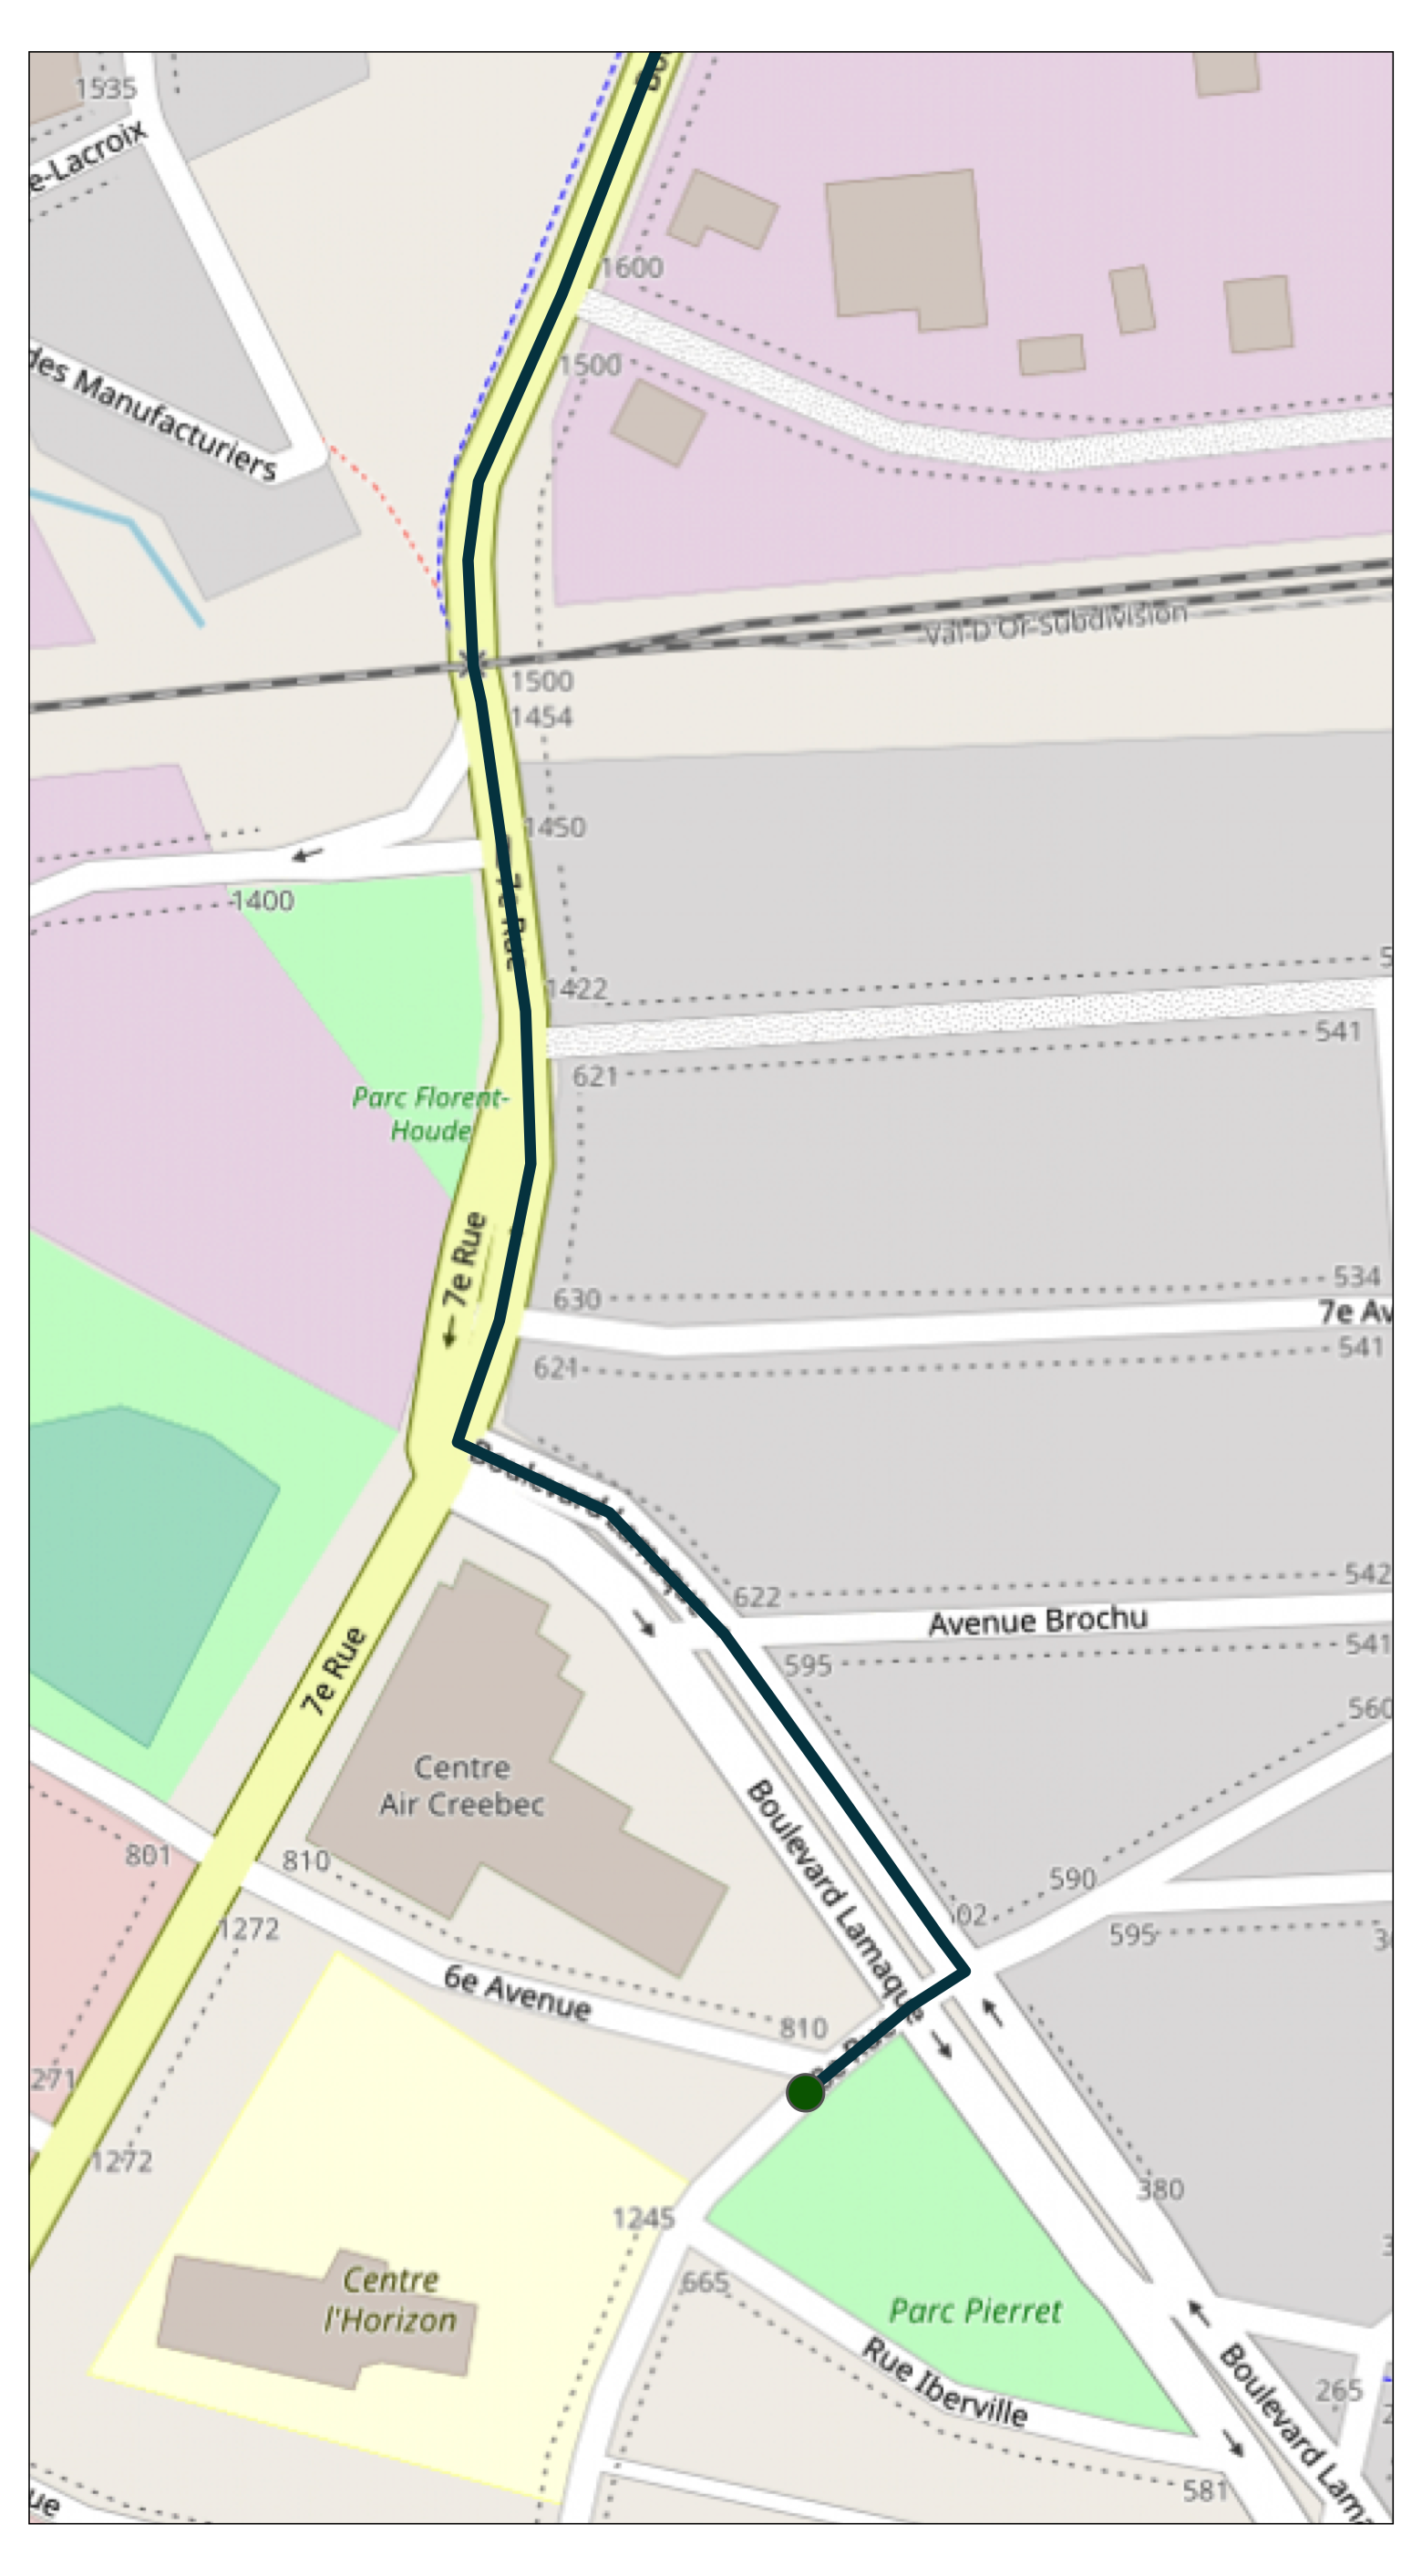 1535
e-Lacroix
1600
1500
des Manufacturiers
Val-D'Or-Subdivision
1500
1454
1450
1400
7e Rue
1422
541
621
Parc Florent-
Houde
7e Rue
534
630
7e Av
541
621
Boulevard Lamaque
542
622
Avenue Brochu
541
595
560
7e Rue
Centre
Air Creebec
Boulevard Lamaque
801
810
590
1272
595
6e Avenue
810
271
1272
380
1245
665
Centre
l'Horizon
Parc Pierret
Rue Iberville
265
Boulevard Lama
581
ue